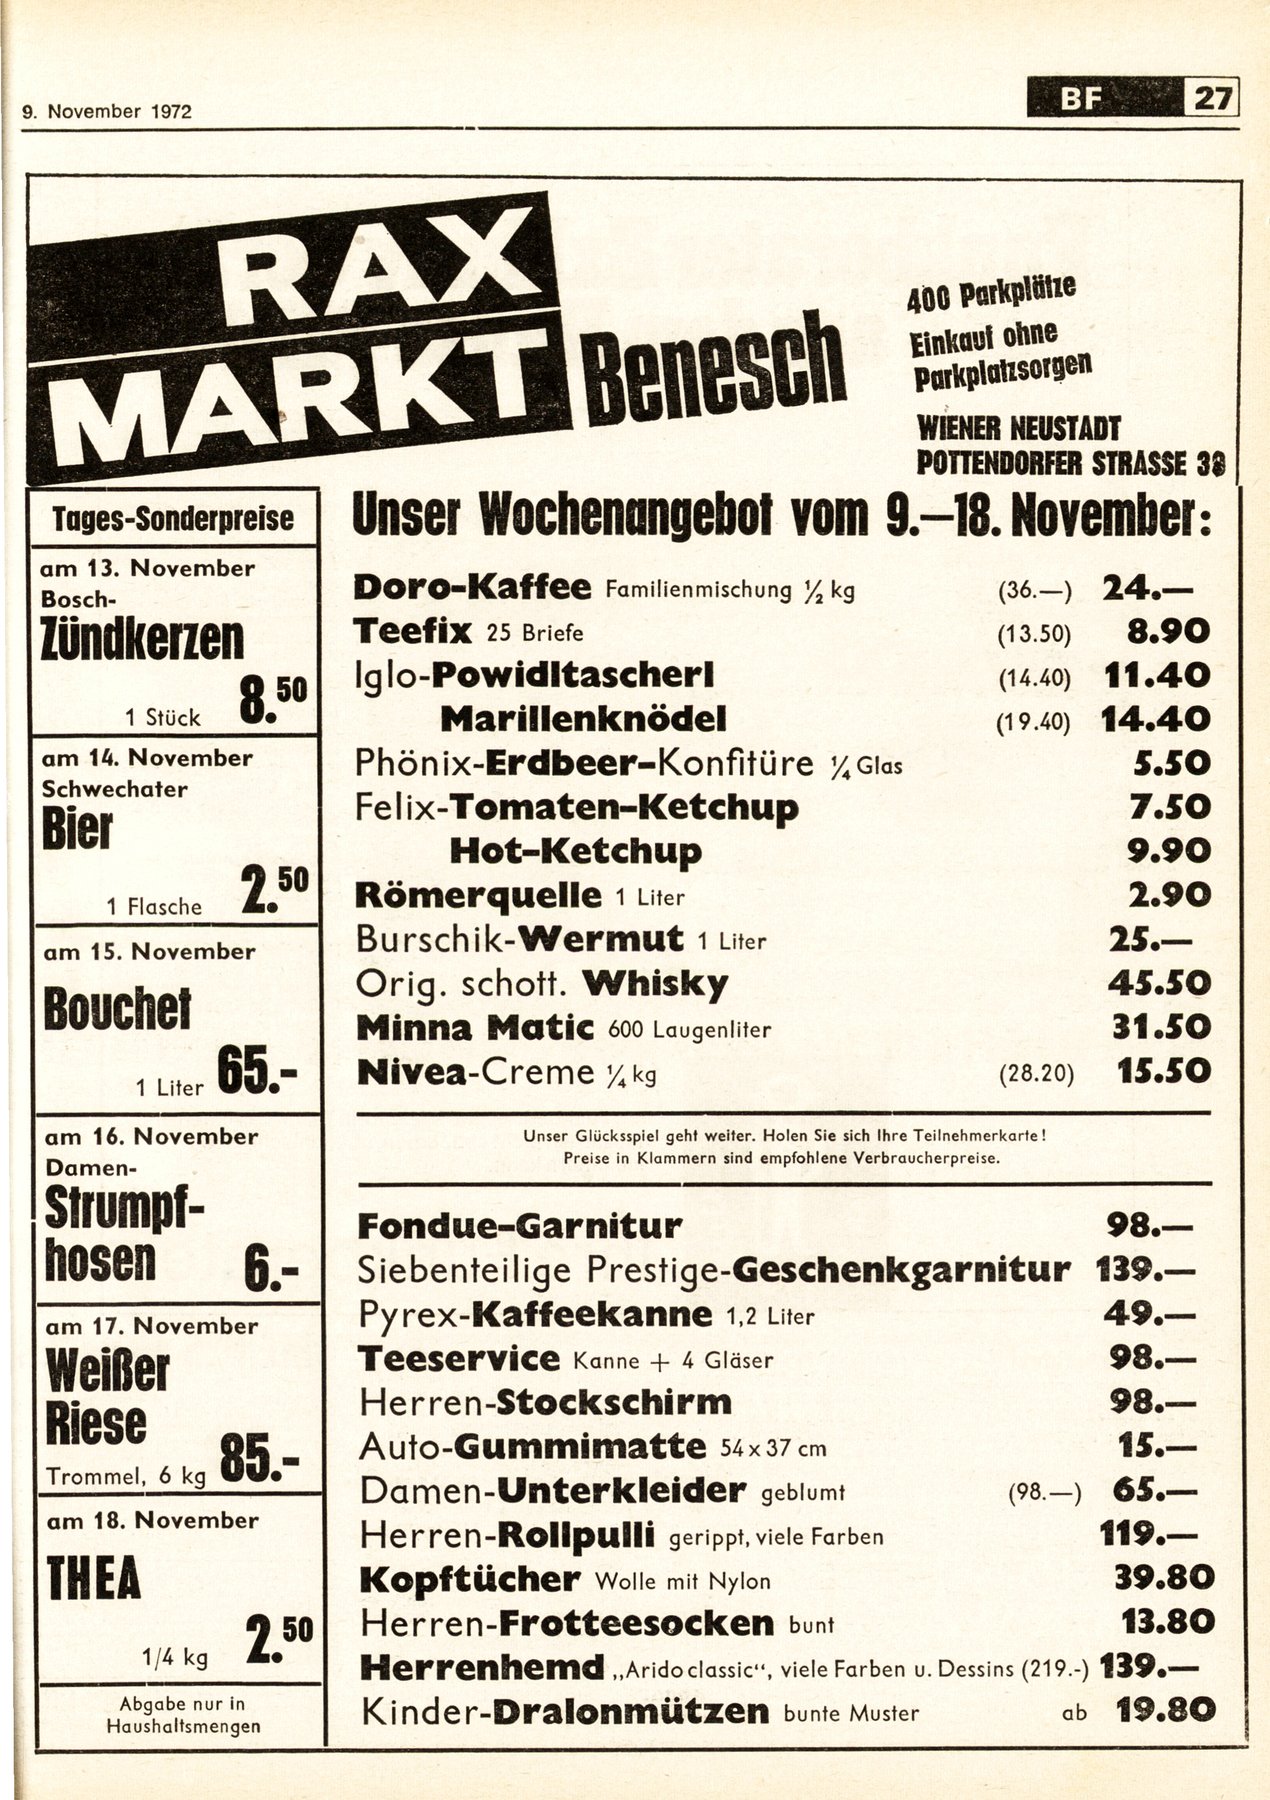 9. November 1972
BF 27
RAX
MARKT Benesch
400 Parkplätze
Einkauf ohne
Parkplatzsorgen
WIENER NEUSTADT
POTTENDORFER STRASSE
Tages-Sonderpreise
am 13. November
Bosch-
Zündkerzen
1 Stück 8.50
am 14. November
Schwechater
Bier
1 Flasche 2.50
am 15. November
Bouchet
1 Liter 65.-
am 16. November
Damen-
Strumpf-
hosen 6.-
am 17. November
Weißer
Riese
Trommel, 6 kg 85.-
am 18. November
THEA
1/4 kg 2.50
Abgabe nur in
Haushaltsmengen
Unser Wochenangebot vom 9.—18. November:
Doro-Kaffee Familienmischung ½ kg (36.—) 24.—
Teefix 25 Briefe (13.50) 8.90
Iglo-Powidltascherl (14.40) 11.40
Marillenknödel (19.40) 14.40
Phönix-Erdbeer-Konfitüre ¼ Glas 5.50
Felix-Tomaten-Ketchup 7.50
Hot-Ketchup 9.90
Römerquelle 1 Liter 2.90
Burschik-Wermut 1 Liter 25.—
Orig. schott. Whisky 45.50
Minna Matic 600 Laugenliter 31.50
Nivea-Creme ¼ kg (28.20) 15.50
Unser Glücksspiel geht weiter. Holen Sie sich Ihre Teilnehmerkarte!
Preise in Klammern sind empfohlene Verbraucherpreise.
Fondue-Garnitur 98.—
Siebenteilige Prestige-Geschenkgarnitur 139.—
Pyrex-Kaffeekanne 1,2 Liter 49.—
Teeservice Kanne + 4 Gläser 98.—
Herren-Stockschirm 98.—
Auto-Gummimatte 54 x 37 cm 15.—
Damen-Unterkleider geblumt (98.—) 65.—
Herren-Rollpulli gerippt, viele Farben 119.—
Kopftücher Wolle mit Nylon 39.80
Herren-Frotteesocken bunt 13.80
Herrenhemd „Arido classic“, viele Farben u. Dessins (219.-) 139.—
Kinder-Dralonmützen bunte Muster ab 19.80